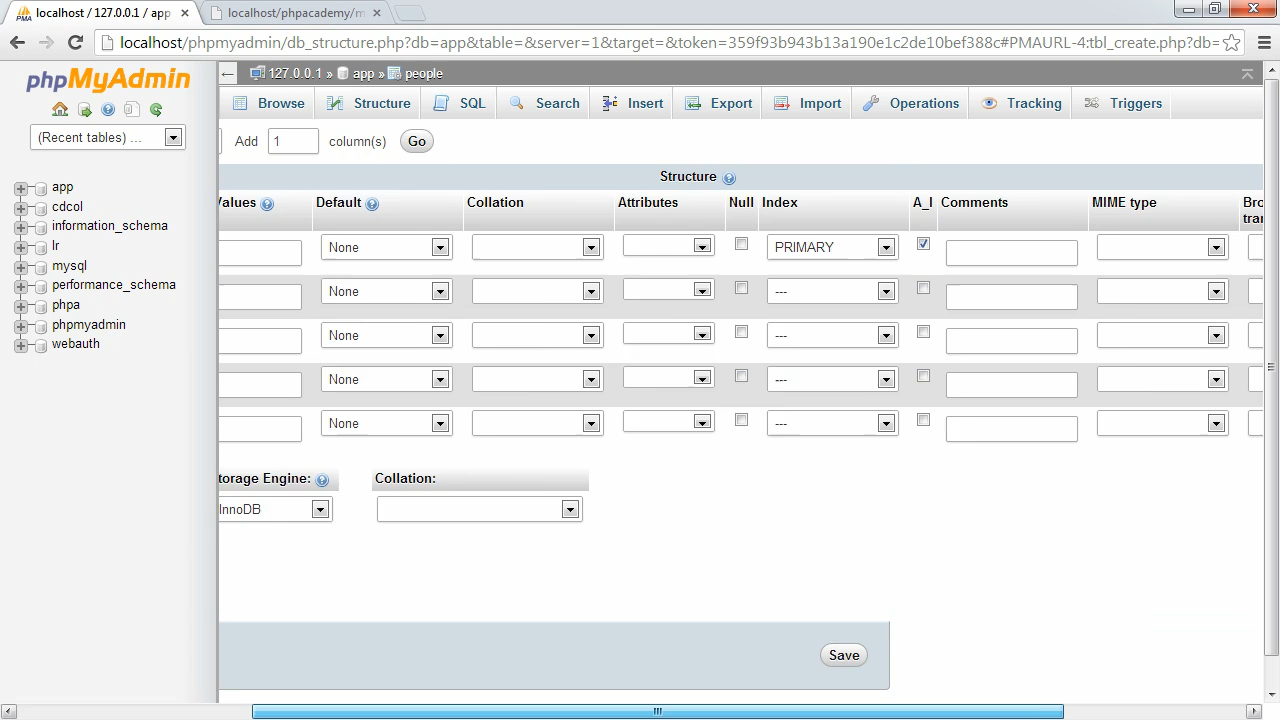 localhost / 127.0.0.1 / app
localhost/phpacademy/m
localhost/phpmyadmin/db_structure.php?db=app&table=&server=1&target=&token=359f93b943b13a190e1c2de10bef388c#PMAURL-4:tbl_create.php?db=
phpMyAdmin
(Recent tables) ...
app
cdcol
information_schema
lr
mysql
performance_schema
phpa
phpmyadmin
webauth
127.0.0.1 » app » people
Browse Structure SQL Search Insert Export Import Operations Tracking Triggers
Add 1 column(s) Go
Structure
Values Default Collation Attributes Null Index A_I Comments MIME type
None PRIMARY
None ---
None ---
None ---
None ---
torage Engine: Collation:
InnoDB
Save